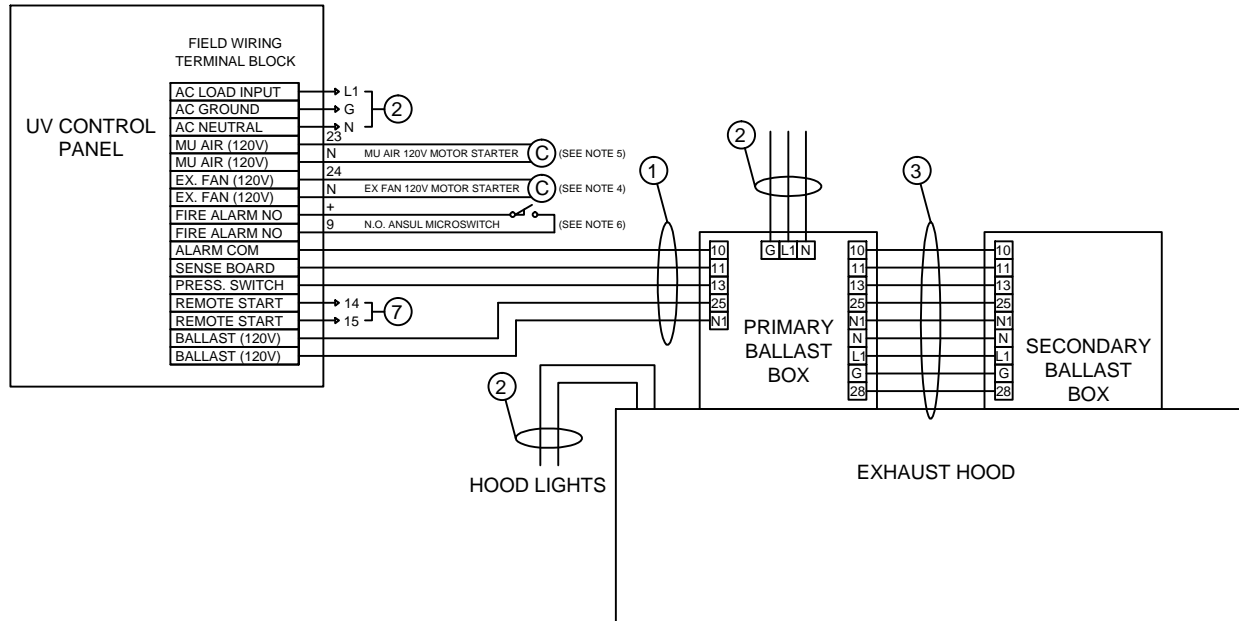 FIELD WIRING
TERMINAL BLOCK
UV CONTROL
PANEL
AC LOAD INPUT
AC GROUND
AC NEUTRAL
MU AIR (120V)
MU AIR (120V)
EX. FAN (120V)
EX. FAN (120V)
FIRE ALARM NO
FIRE ALARM NO
ALARM COM
SENSE BOARD
PRESS. SWITCH
REMOTE START
REMOTE START
BALLAST (120V)
BALLAST (120V)
L1
G
N
2
23
N
MU AIR 120V MOTOR STARTER
C
(SEE NOTE 5)
24
N
EX FAN 120V MOTOR STARTER
C
(SEE NOTE 4)
+
9
N.O. ANSUL MICROSWITCH
(SEE NOTE 6)
14
15
7
1
2
3
10
11
13
25
N1
G L1 N
PRIMARY
BALLAST
BOX
10
11
13
25
N1
N
L1
G
28
10
11
13
25
N1
N
L1
G
28
SECONDARY
BALLAST
BOX
2
HOOD LIGHTS
EXHAUST HOOD